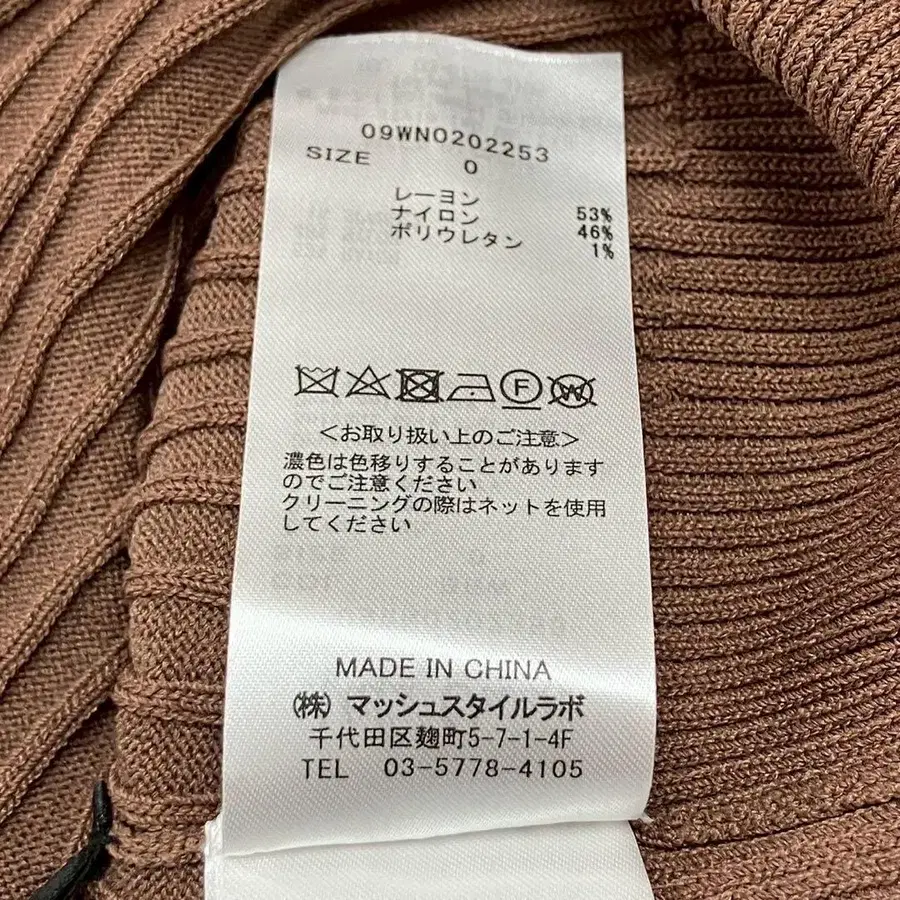 09WNO202253
SIZE 0
レーヨン 53%
ナイロン 46%
ポリウレタン 1%
F
W
<お取り扱い上のご注意>
濃色は色移りすることがあります
のでご注意ください
クリーニングの際はネットを使用
してください
MADE IN CHINA
(株) マッシュスタイルラボ
千代田区麹町5-7-1-4F
TEL 03-5778-4105